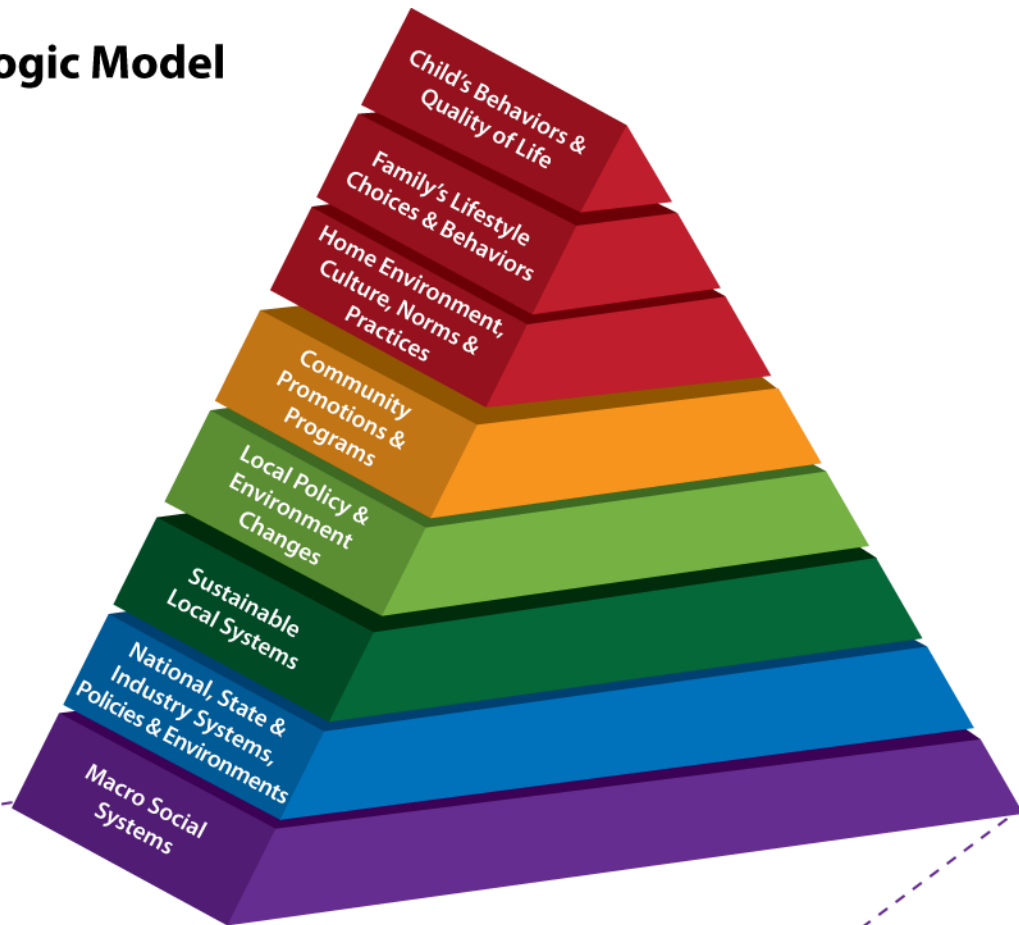 ogic Model
Child's Behaviors &
Quality of Life
Family's Lifestyle
Choices & Behaviors
Home Environment,
Culture, Norms &
Practices
Community
Promotions &
Programs
Local Policy &
Environment
Changes
Sustainable
Local Systems
National, State &
Industry Systems,
Policies & Environments
Macro Social
Systems